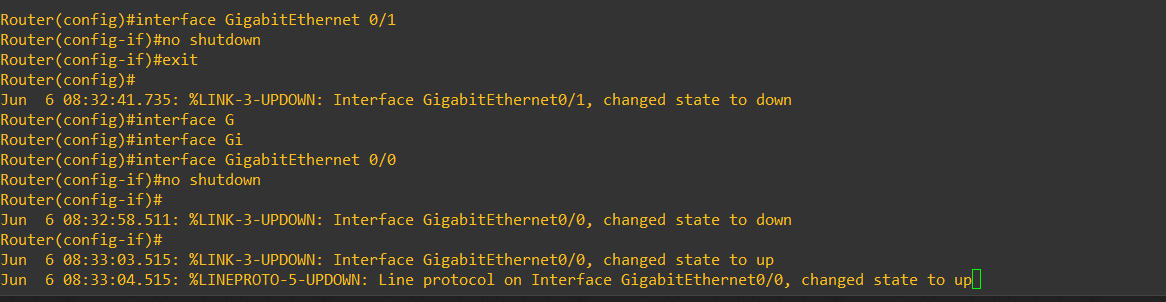 Router(config)#interface GigabitEthernet 0/1
Router(config-if)#no shutdown
Router(config-if)#exit
Router(config)#
Jun  6 08:32:41.735: %LINK-3-UPDOWN: Interface GigabitEthernet0/1, changed state to down
Router(config)#interface G
Router(config)#interface Gi
Router(config)#interface GigabitEthernet 0/0
Router(config-if)#no shutdown
Router(config-if)#
Jun  6 08:32:58.511: %LINK-3-UPDOWN: Interface GigabitEthernet0/0, changed state to down
Router(config-if)#
Jun  6 08:33:03.515: %LINK-3-UPDOWN: Interface GigabitEthernet0/0, changed state to up
Jun  6 08:33:04.515: %LINEPROTO-5-UPDOWN: Line protocol on Interface GigabitEthernet0/0, changed state to up